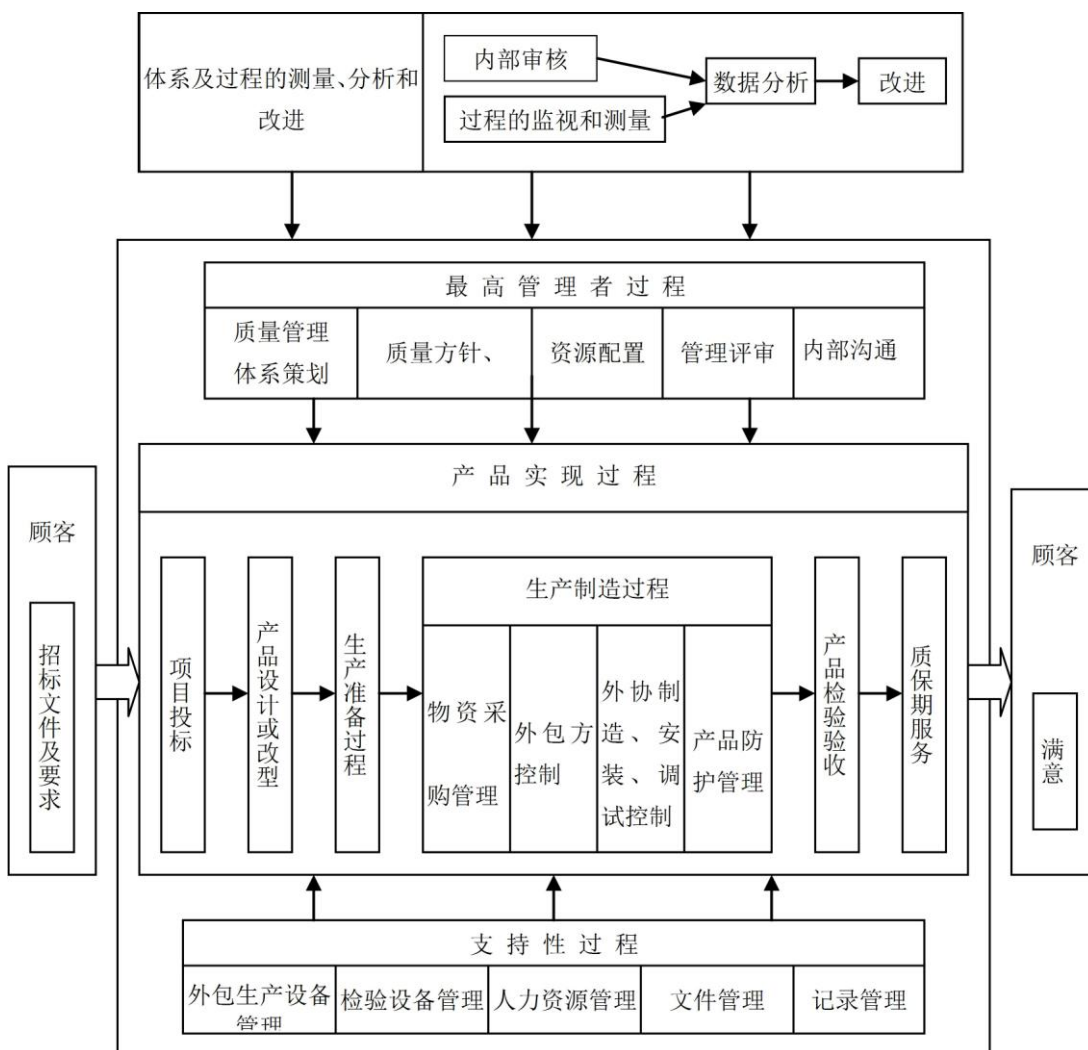 体系及过程的测量、分析和
改进
内部审核
过程的监视和测量
数据分析
改进
最高管理者过程
质量管理
体系策划
质量方针、
资源配置
管理评审
内部沟通
产品实现过程
顾客
招标文件及要求
项目投标
产品设计或改型
生产准备过程
生产制造过程
物资采
购管理
外包方
控制
外协制
造、安
装、调
试控制
产品防
护管理
产品检验验收
质保期服务
顾客
满意
支持性过程
外包生产设备
管理
检验设备管理
人力资源管理
文件管理
记录管理